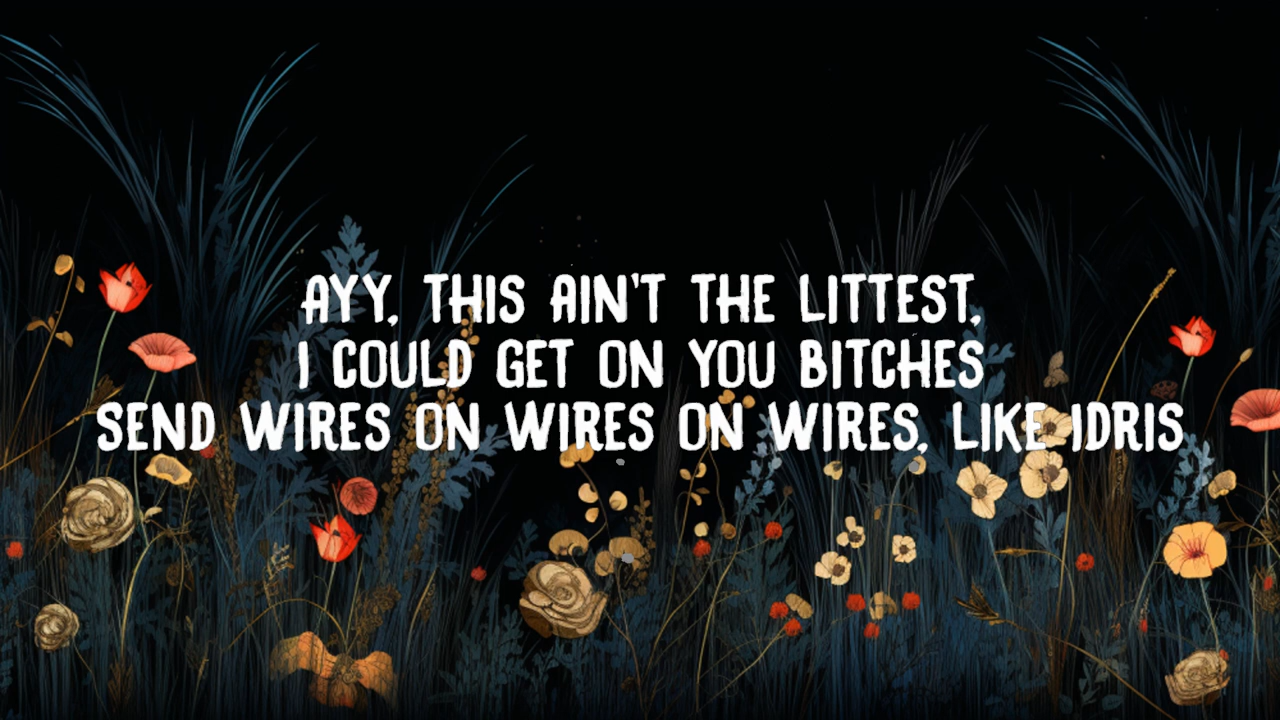 AYY, THIS AIN'T THE LITTEST,
I COULD GET ON YOU BITCHES
SEND WIRES ON WIRES ON WIRES, LIKE IDRIS